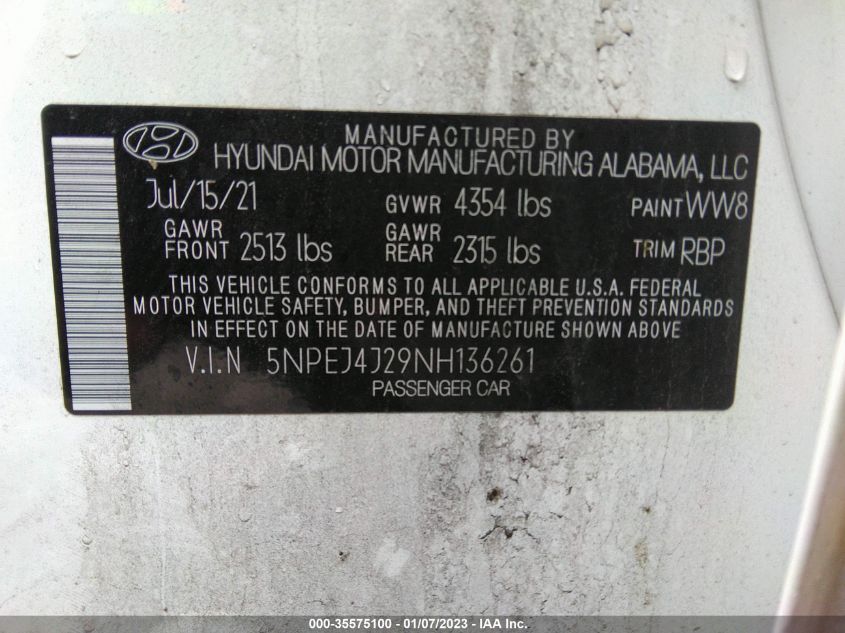 MANUFACTURED BY
HYUNDAI MOTOR MANUFACTURING ALABAMA, LLC
Jul/15/21 GVWR 4354 lbs PAINT WW8
GAWR FRONT 2513 lbs GAWR REAR 2315 lbs TRIM RBP
THIS VEHICLE CONFORMS TO ALL APPLICABLE U.S.A. FEDERAL
MOTOR VEHICLE SAFETY, BUMPER, AND THEFT PREVENTION STANDARDS
IN EFFECT ON THE DATE OF MANUFACTURE SHOWN ABOVE
V.I.N 5NPEJ4J29NH136261
PASSENGER CAR
000-35575100 - 01/07/2023 - IAA Inc.